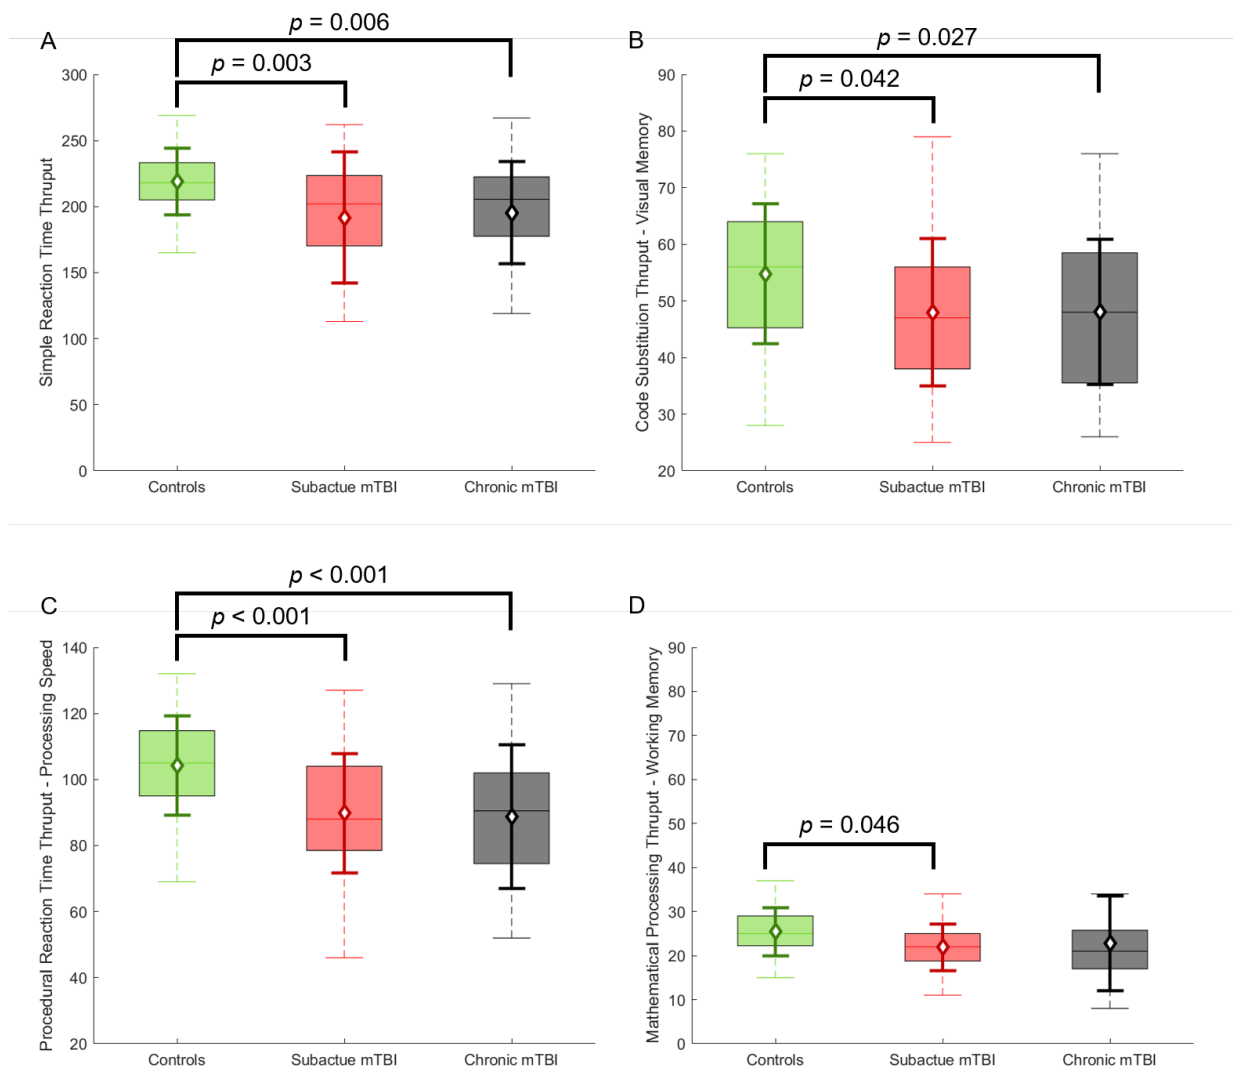 A
p = 0.006
p = 0.003
300
250
200
150
100
50
0
Simple Reaction Time Thruput
Controls
Subactue mTBI
Chronic mTBI
B
p = 0.027
p = 0.042
90
80
70
60
50
40
30
20
Code Substituion Thruput - Visual Memory
Controls
Subactue mTBI
Chronic mTBI
C
p < 0.001
p < 0.001
140
120
100
80
60
40
20
Procedural Reaction Time Thruput - Processing Speed
Controls
Subactue mTBI
Chronic mTBI
D
p = 0.046
90
80
70
60
50
40
30
20
10
0
Mathematical Processing Thruput - Working Memory
Controls
Subactue mTBI
Chronic mTBI